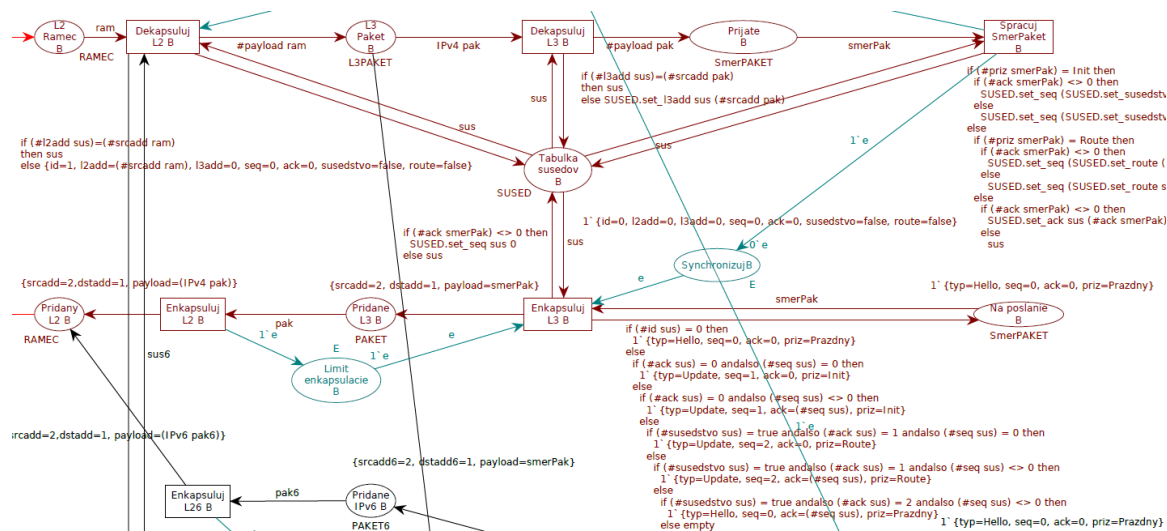 L2
Ramec
B
RAMEC
ram
Dekapsuluj
L2 B
#payload ram
L3
Paket
B
L3PAKET
IPv4 pak
Dekapsuluj
L3 B
#payload pak
Prijate
B
SmerPAKET
smerPak
Spracuj
SmerPaket
B
if (#l3add sus)=(#srcadd pak)
then sus
else SUSED.set_l3add sus (#srcadd pak)
if (#priz smerPak) = Init then
if (#ack smerPak) <> 0 then
SUSED.set_seq (SUSED.set_susedstv
else
SUSED.set_seq (SUSED.set_susedstv
else
if (#priz smerPak) = Route then
if (#ack smerPak) <> 0 then
SUSED.set_seq (SUSED.set_route (
else
SUSED.set_seq (SUSED.set_route s
else
if (#ack smerPak) <> 0 then
SUSED.set_ack sus (#ack smerPak)
else
sus
sus
sus
sus
1`e
if (#l2add sus)=(#srcadd ram)
then sus
else {id=1, l2add=(#srcadd ram), l3add=0, seq=0, ack=0, susedstvo=false, route=false}
Tabulka
susedov
B
SUSED
1`{id=0, l2add=0, l3add=0, seq=0, ack=0, susedstvo=false, route=false}
if (#ack smerPak) <> 0 then
SUSED.set_seq sus 0
else sus
sus
0`e
Synchronizuj B
E
e
{srcadd=2,dstadd=1, payload=(IPv4 pak)}
{srcadd=2, dstadd=1, payload=smerPak}
1`{typ=Hello, seq=0, ack=0, priz=Prazdny}
smerPak
Pridany
L2 B
RAMEC
Enkapsuluj
L2 B
pak
Pridane
L3 B
PAKET
Enkapsuluj
L3 B
Na poslanie
B
SmerPAKET
1`e
E
1`e
e
Limit
enkapsulacie
B
sus6
if (#id sus) = 0 then
1`{typ=Hello, seq=0, ack=0, priz=Prazdny}
else
if (#ack sus) = 0 andalso (#seq sus) = 0 then
1`{typ=Update, seq=1, ack=0, priz=Init}
else
if (#ack sus) = 0 andalso (#seq sus) <> 0 then
1`{typ=Update, seq=1, ack=(#seq sus), priz=Init}
else
if (#susedstvo sus) = true andalso (#ack sus) = 1 andalso (#seq sus) = 0 then
1`{typ=Update, seq=2, ack=0, priz=Route}
else
if (#susedstvo sus) = true andalso (#ack sus) = 1 andalso (#seq sus) <> 0 then
1`{typ=Update, seq=2, ack=(#seq sus), priz=Route}
else
if (#susedstvo sus) = true andalso (#ack sus) = 2 andalso (#seq sus) <> 0 then
1`{typ=Hello, seq=0, ack=(#seq sus), priz=Prazdny}
else empty
1`e
1`{typ=Hello, seq=0, ack=0, priz=Prazdny}
srcadd=2,dstadd=1, payload=(IPv6 pak6)}
{srcadd6=2, dstadd6=1, payload=smerPak}
Enkapsuluj
L26 B
pak6
Pridane
IPv6 B
PAKET6